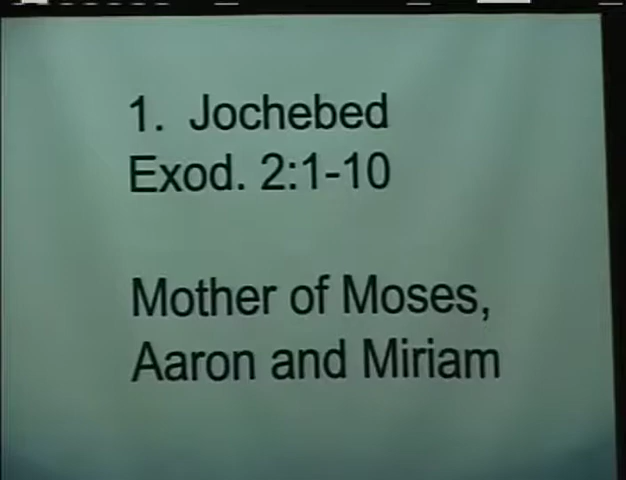 1. Jochebed
Exod. 2:1-10
Mother of Moses,
Aaron and Miriam